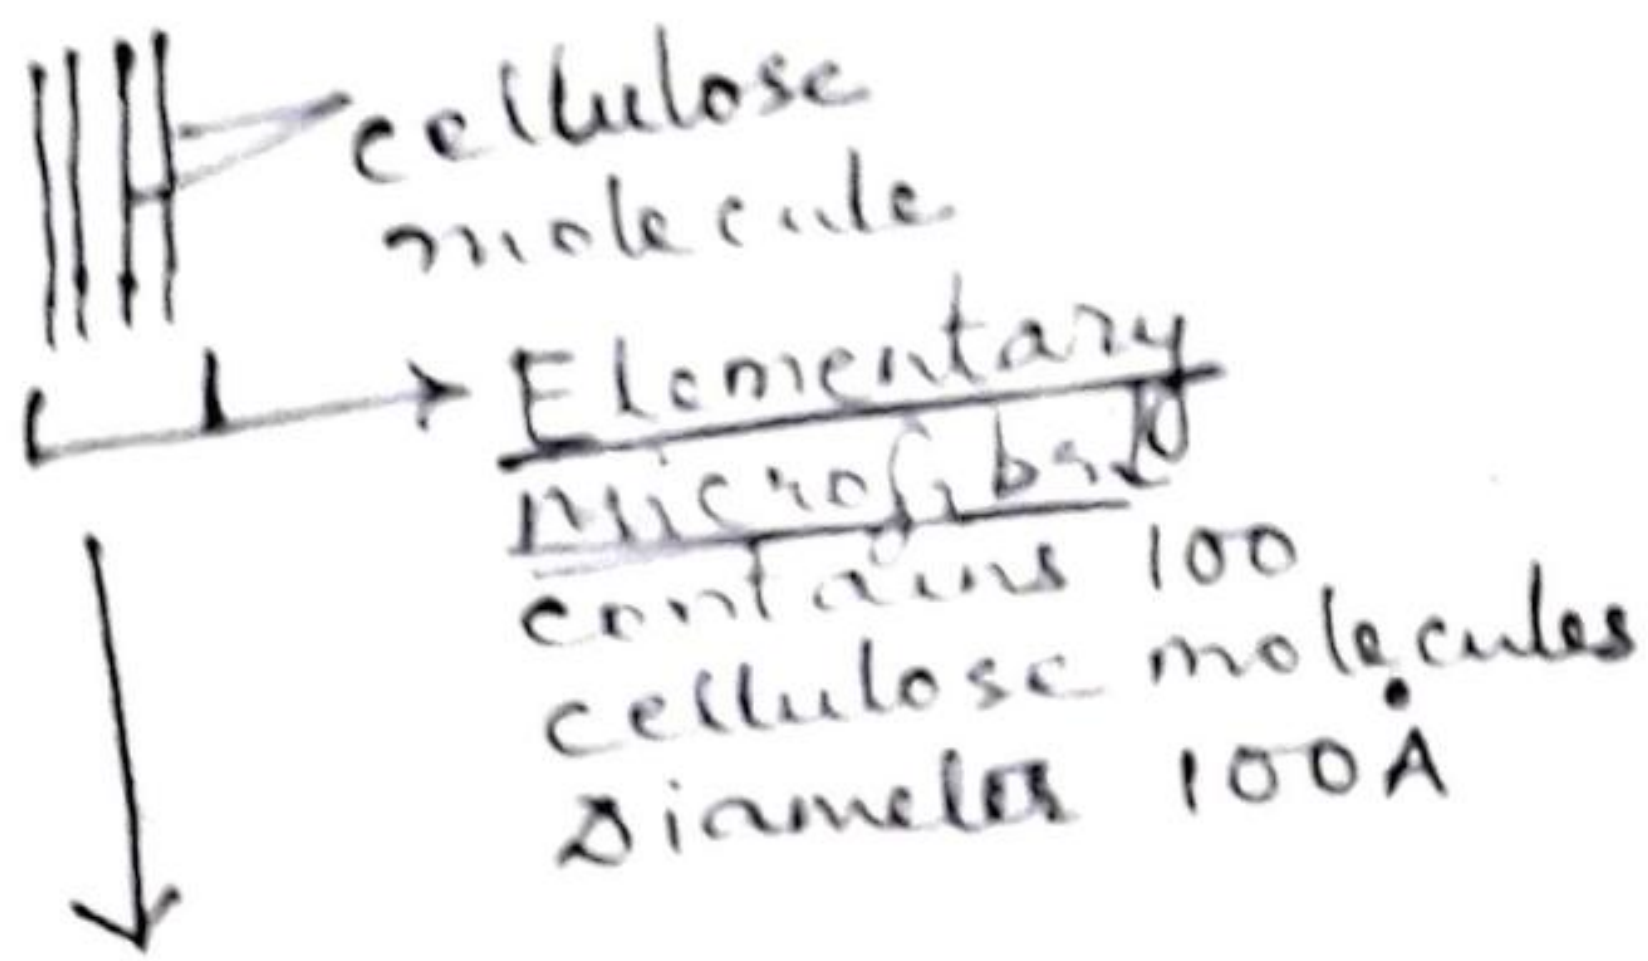 cellulose
molecule
Elementary
microfibril
contains 100
cellulose molecules
Diameter 100Å